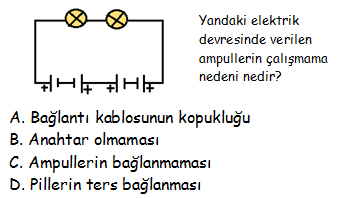 Yandaki elektrik
devresinde verilen
ampullerin çalışmama
nedeni nedir?
+ + + +
A. Bağlantı kablosunun kopukluğu
B. Anahtar olmaması
C. Ampullerin bağlanmaması
D. Pillerin ters bağlanması